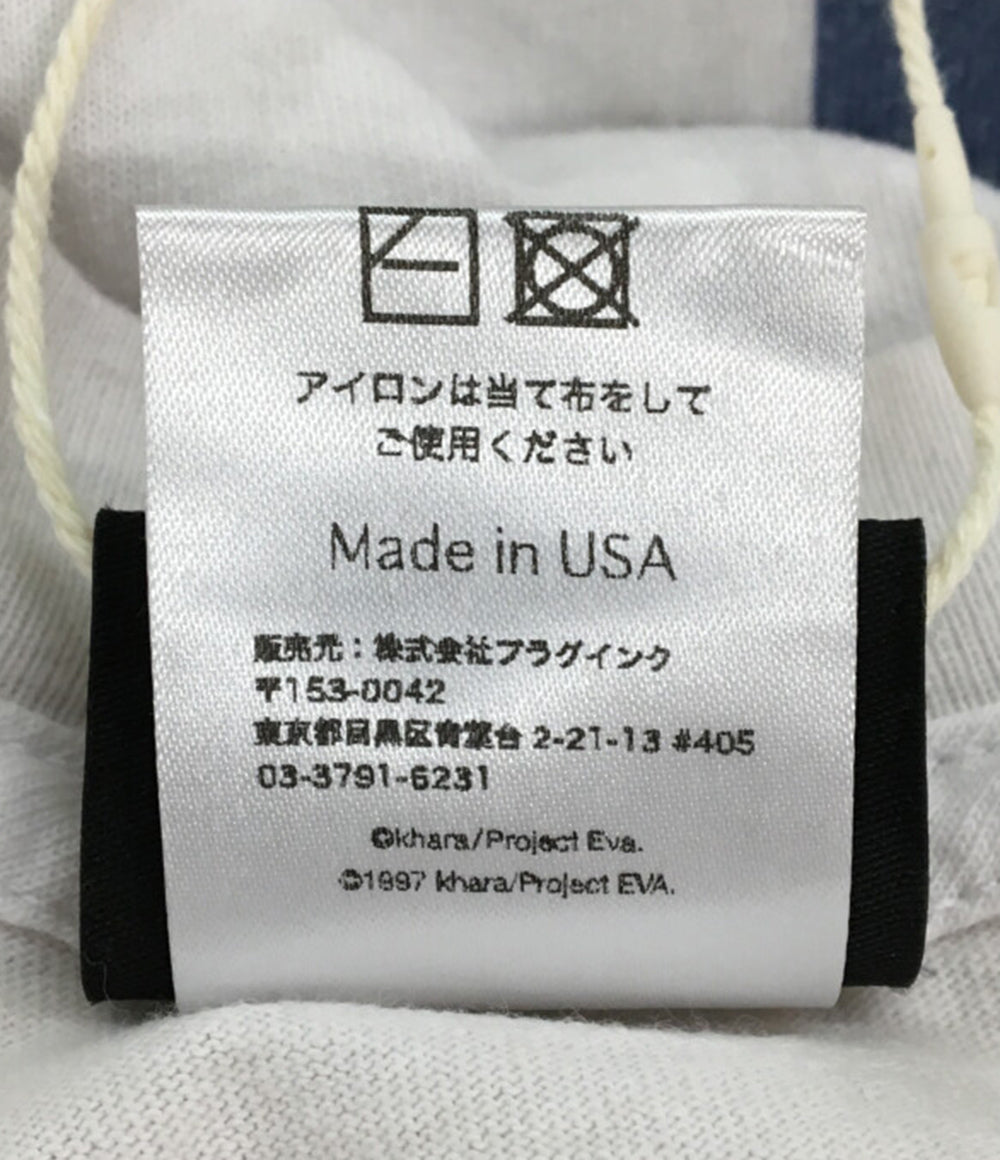 アイロンは当て布をして
ご使用ください
Made in USA
販売元：株式会社プラグインク
〒153-0042
東京都目黒区青葉台 2-21-13 #405
03-3791-6231
©khara/Project Eva.
©1997 khara/Project EVA.